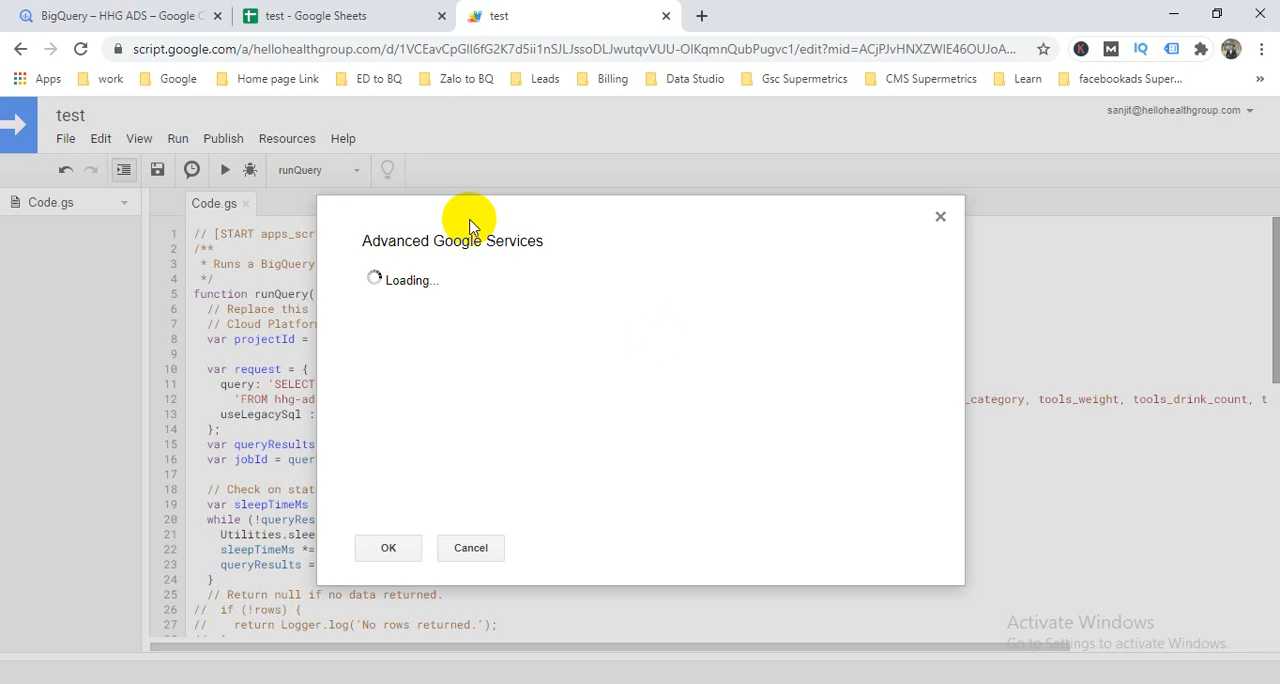 BigQuery – HHG ADS – Google C
test - Google Sheets
test
script.google.com/a/hellohealthgroup.com/d/1VCEavCpGlI6fG2K7d5ii1nSJLJssoDLJwutqvVUU-OlKqmnQubPugvc1/edit?mid=ACjPJvHNXZWlE46OUJoA...
Apps work Google Home page Link ED to BQ Zalo to BQ Leads Billing Data Studio Gsc Supermetrics CMS Supermetrics Learn facebookads Super... »
test
sanjit@hellohealthgroup.com
File Edit View Run Publish Resources Help
runQuery
Code.gs
Code.gs
1 // [START apps_scr
2 /**
3 * Runs a BigQuery
4 */
5 function runQuery(
6 // Replace this
7 // Cloud Platfor
8 var projectId =
9
10 var request = {
11 query: 'SELECT
12 'FROM hhg-ad _category, tools_weight, tools_drink_count, t
13 useLegacySql :
14 };
15 var queryResults
16 var jobId = quer
17
18 // Check on stat
19 var sleepTimeMs
20 while (!queryRes
21 Utilities.slee
22 sleepTimeMs *=
23 queryResults =
24 }
25 // Return null if no data returned.
26 // if (!rows) {
27 // return Logger.log('No rows returned.');
Advanced Google Services
Loading...
OK Cancel
Activate Windows
Go to Settings to activate Windows.